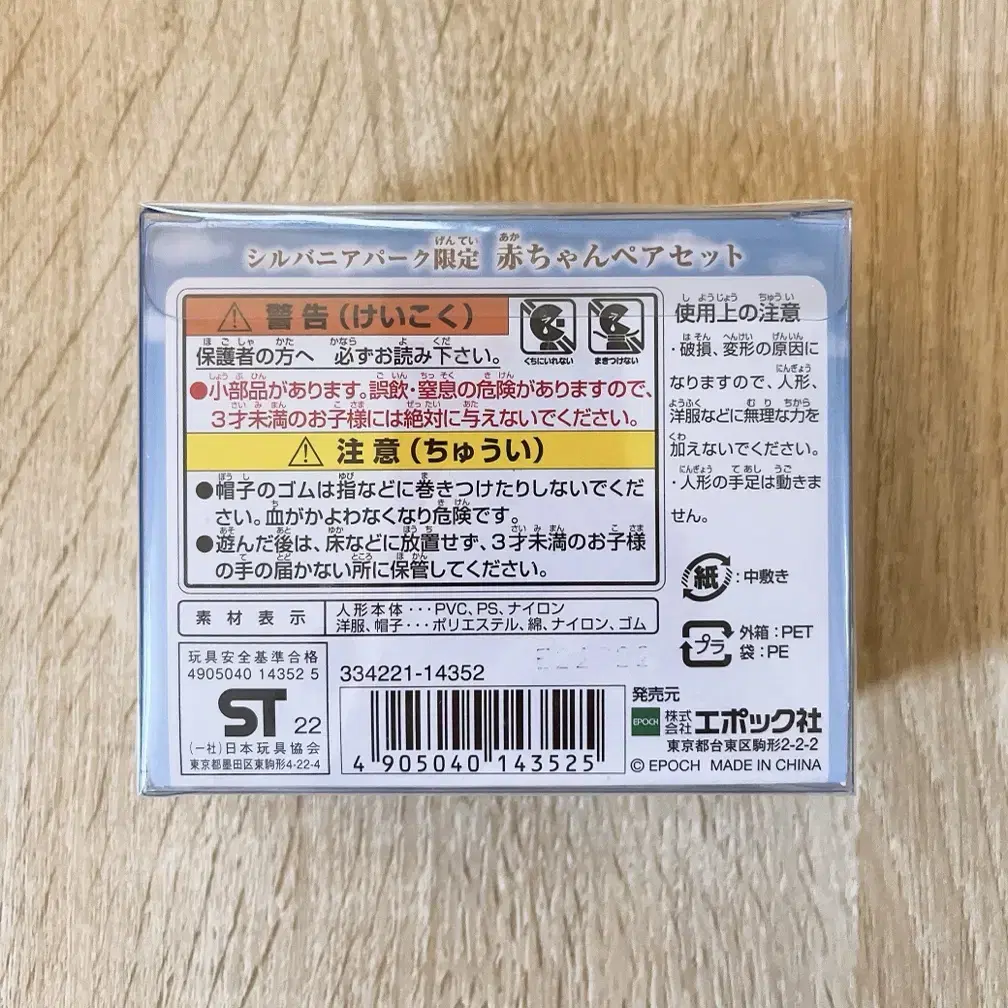 シルバニアパーク限定 赤ちゃんペアセット
警告(けいこく)
くちにいれない
まきつけない
保護者の方へ 必ずお読み下さい。
●小部品があります。誤飲・窒息の危険がありますので、
3才未満のお子様には絶対に与えないでください。
注意(ちゅうい)
●帽子のゴムは指などに巻きつけたりしないでくだ
さい。血がかよわなくなり危険です。
●遊んだ後は、床などに放置せず、3才未満のお子様
の手の届かない所に保管してください。
使用上の注意
・破損、変形の原因に
なりますので、人形、
洋服などに無理な力を
加えないでください。
・人形の手足は動きま
せん。
紙:中敷き
プラ 外箱:PET
袋:PE
素材表示
人形本体・・・PVC、PS、ナイロン
洋服、帽子・・・ポリエステル、綿、ナイロン、ゴム
玩具安全基準合格
4905040 14352 5
ST 22
(一社)日本玩具協会
東京都墨田区東駒形4-22-4
334221-14352
4 905040 143525
発売元
EPOCH 株式会社 エポック社
東京都台東区駒形2-2-2
© EPOCH MADE IN CHINA